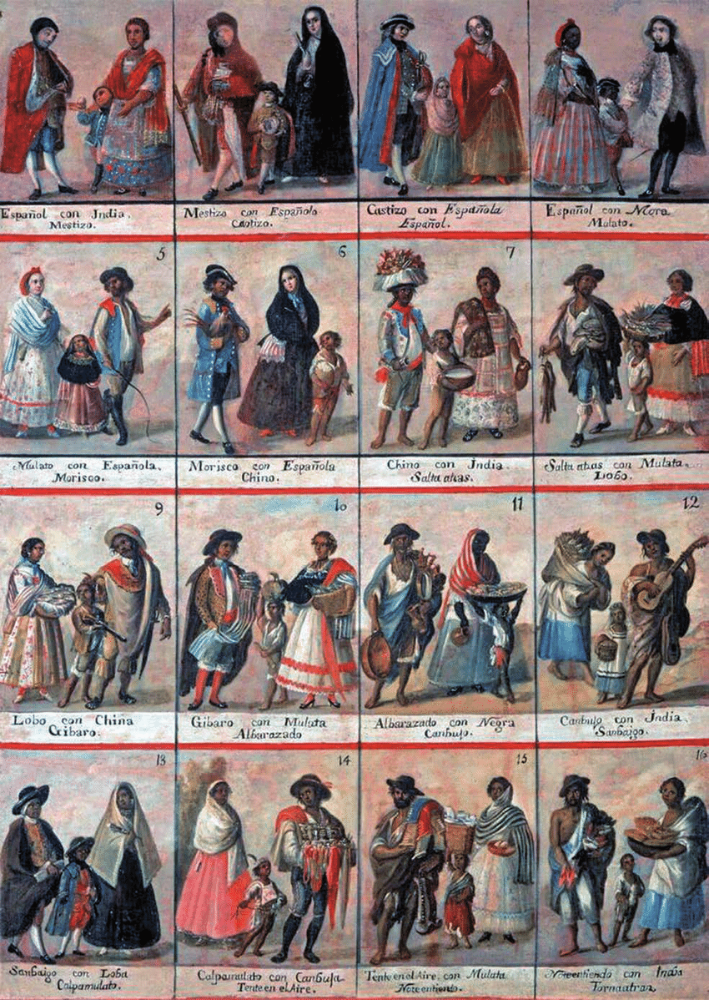 Español con India.
Mestizo.
Mestizo con Española
Castizo.
Castizo con Española
Español.
Español con Mora
Mulato.
5
Mulato con Española.
Morisco.
6
Morisco con Española
Chino.
7
Chino con India
Salta atras.
Salta atras con Mulata.
Lobo.
9
Lobo con China
Gibaro.
10
Gibaro con Mulata
Albarazado
11
Albarazado con Negra
Canbujo.
12
Canbujo con India.
Sanbaigo.
13
Sanbaigo con Loba
Calpamulato.
14
Calpamulato con Canbuja
Tente en el Aire.
15
Tente en el Aire. con Mulata
Noteentiendo.
16
Noteentiendo con India
Tornaatras